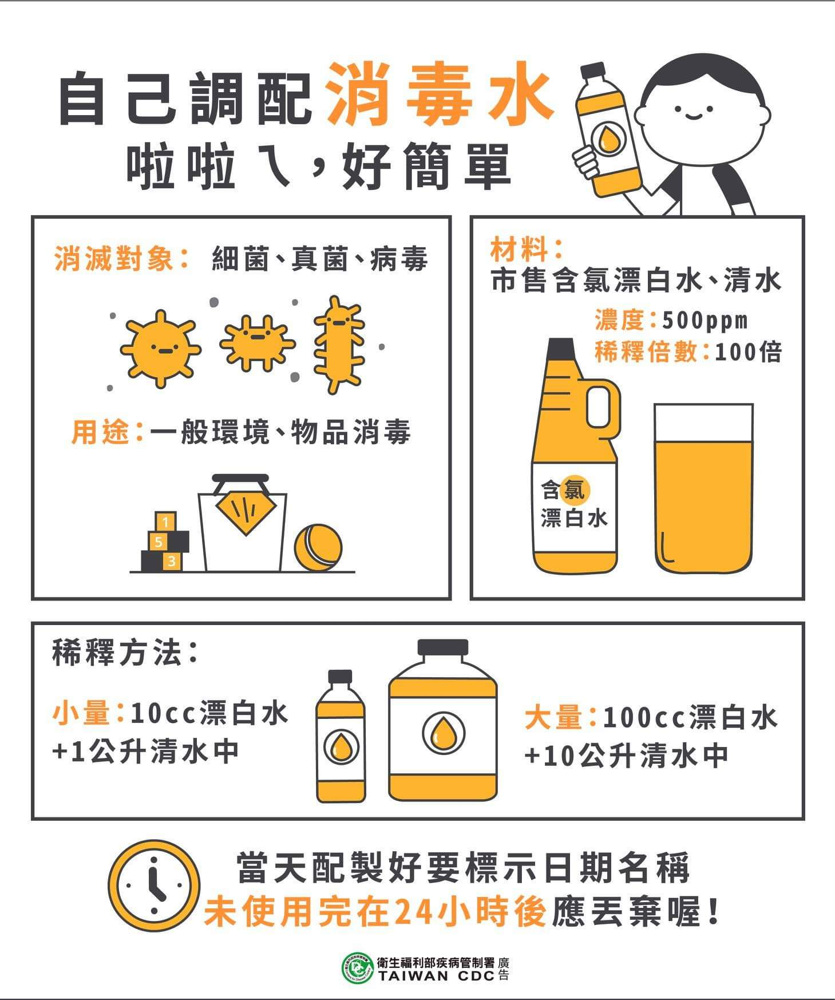 自己調配消毒水
啦啦ㄟ,好簡單
消滅對象： 細菌、真菌、病毒
用途：一般環境、物品消毒
1
5
3
材料：
市售含氯漂白水、清水
濃度：500ppm
稀釋倍數：100倍
含氯
漂白水
稀釋方法：
小量：10cc漂白水
+1公升清水中
大量：100cc漂白水
+10公升清水中
當天配製好要標示日期名稱
未使用完在24小時後應丟棄喔！
衛生福利部疾病管制署
TAIWAN CDC
廣告